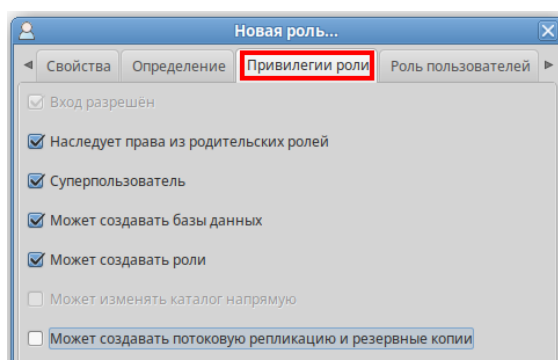 Новая роль...
Свойства Определение Привилегии роли Роль пользователей
Вход разрешён
Наследует права из родительских ролей
Суперпользователь
Может создавать базы данных
Может создавать роли
Может изменять каталог напрямую
Может создавать потоковую репликацию и резервные копии